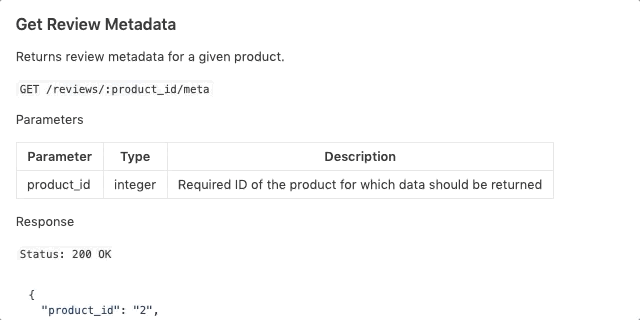 Get Review Metadata
Returns review metadata for a given product.
GET /reviews/:product_id/meta
Parameters
Parameter Type Description
product_id integer Required ID of the product for which data should be returned
Response
Status: 200 OK
{
"product_id": "2",